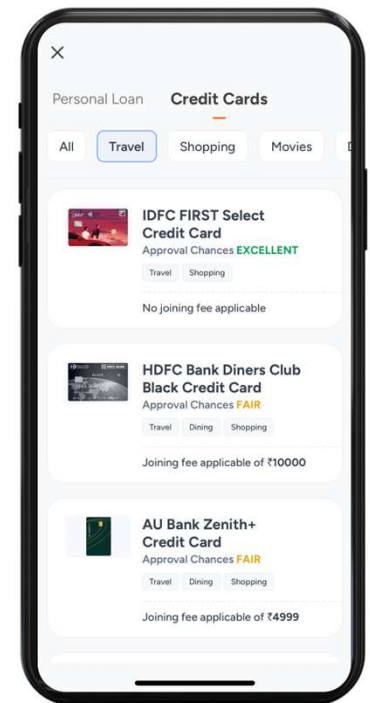 Personal Loan Credit Cards
All Travel Shopping Movies
IDFC FIRST Select
Credit Card
Approval Chances EXCELLENT
Travel Shopping
No joining fee applicable
HDFC Bank Diners Club
Black Credit Card
Approval Chances FAIR
Travel Dining Shopping
Joining fee applicable of ₹10000
AU Bank Zenith+
Credit Card
Approval Chances FAIR
Travel Dining Shopping
Joining fee applicable of ₹4999